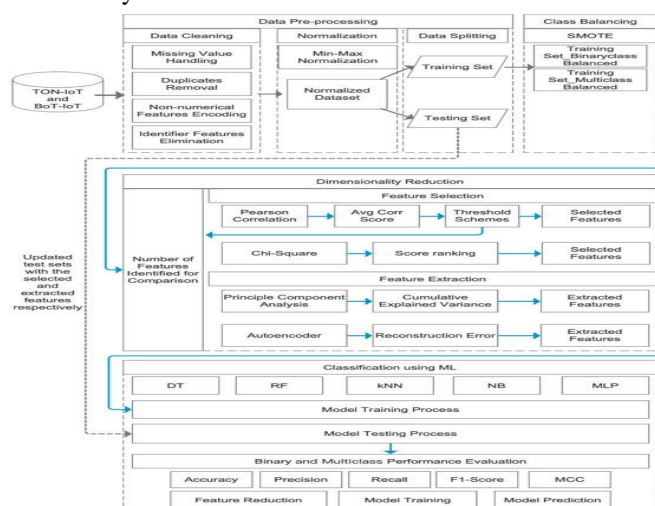 Data Pre-processing
Class Balancing
Data Cleaning
Normalization
Data Splitting
SMOTE
Missing Value
Handling
Duplicates
Removal
Non-numerical
Features Encoding
Identifier Features
Elimination
TON-IoT
and
BoT-IoT
Min-Max
Normalization
Normalized
Dataset
Training Set
Testing Set
Training
Set_Binaryclass
Balanced
Training
Set_Multiclass
Balanced
Dimensionality Reduction
Feature Selection
Pearson
Correlation
Avg Corr
Score
Threshold
Schemes
Selected
Features
Number of
Features
Identified for
Comparison
Chi-Square
Score ranking
Selected
Features
Feature Extraction
Principle Component
Analysis
Cumulative
Explained Variance
Extracted
Features
Autoencoder
Reconstruction Error
Extracted
Features
Updated
test sets
with the
selected
and
extracted
features
respectively
Classification using ML
DT
RF
kNN
NB
MLP
Model Training Process
Model Testing Process
Binary and Multiclass Performance Evaluation
Accuracy
Precision
Recall
F1-Score
MCC
Feature Reduction
Model Training
Model Prediction